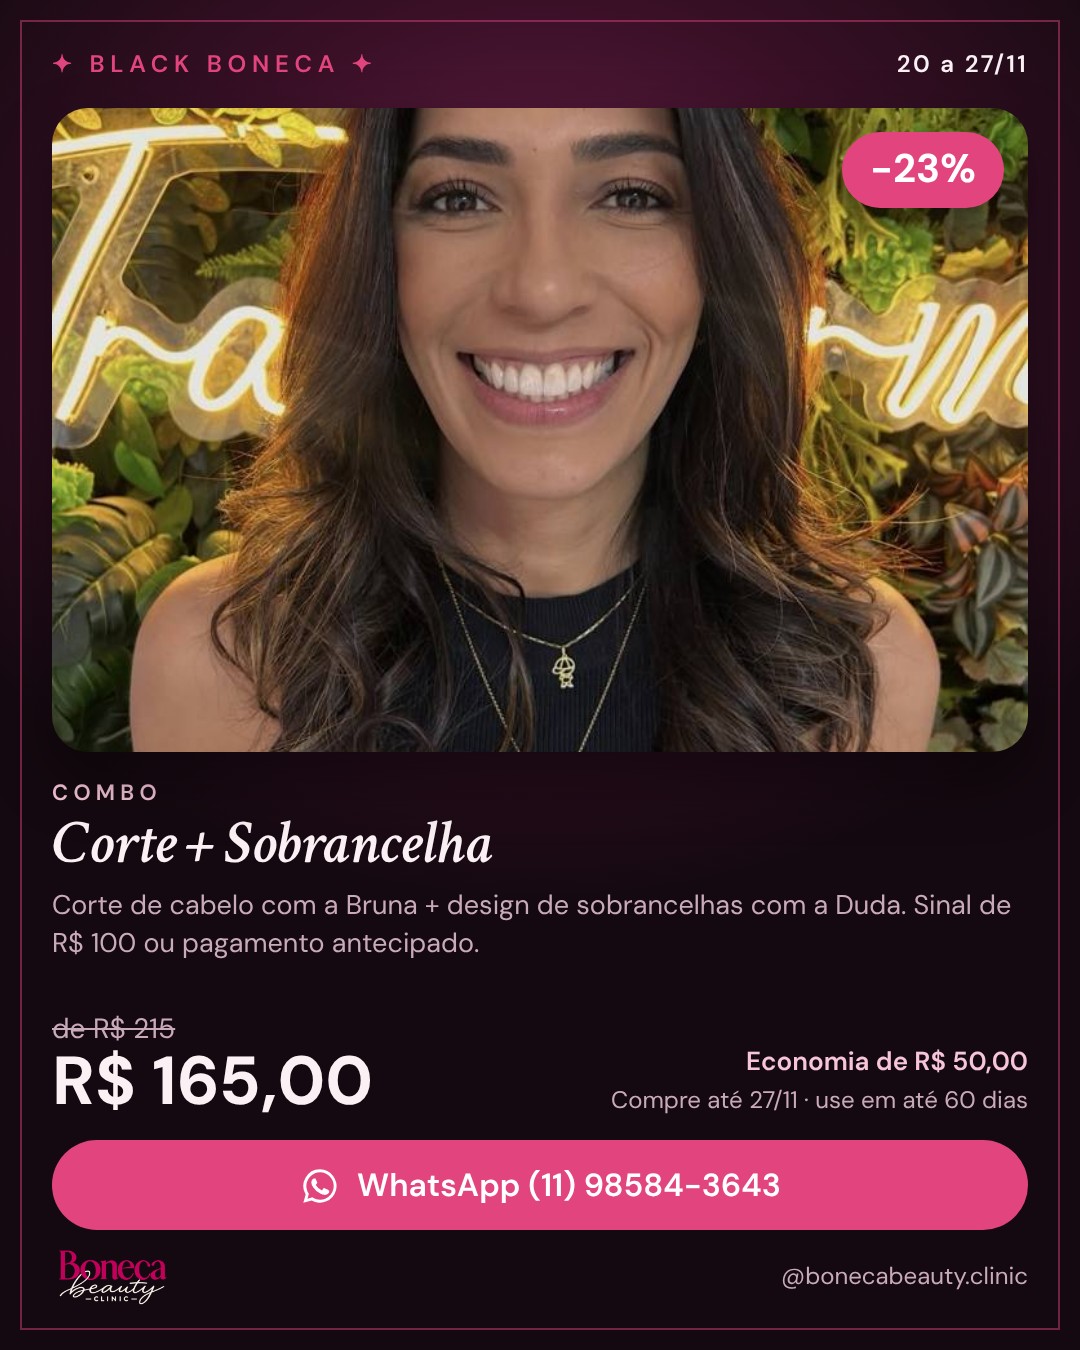 ✦ BLACK BONECA ✦
20 a 27/11
-23%
Tra
rm
COMBO
Corte + Sobrancelha
Corte de cabelo com a Bruna + design de sobrancelhas com a Duda. Sinal de
R$ 100 ou pagamento antecipado.
de R$ 215
R$ 165,00
Economia de R$ 50,00
Compre até 27/11 · use em até 60 dias
WhatsApp (11) 98584-3643
Boneca
beauty
CLINIC
@bonecabeauty.clinic